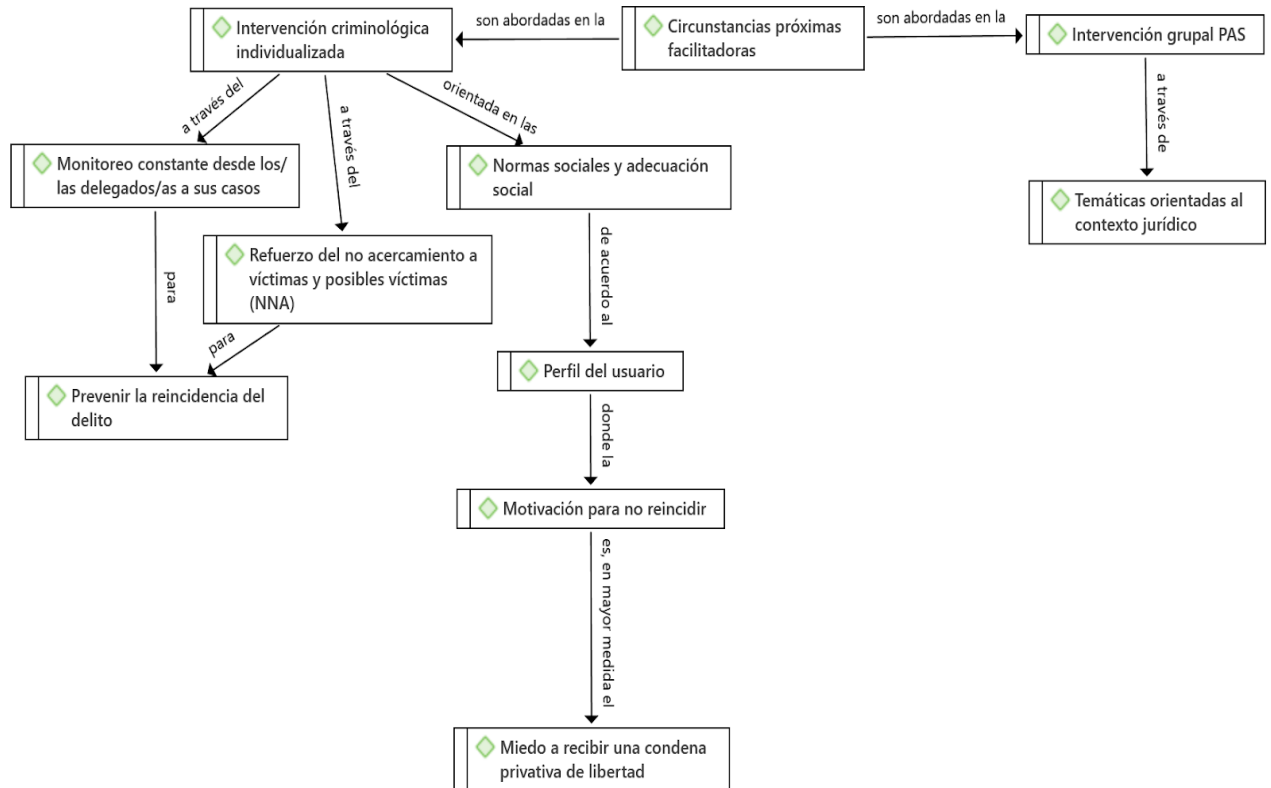 Intervención criminológica
individualizada
son abordadas en la
Circunstancias próximas
facilitadoras
son abordadas en la
Intervención grupal PAS
a través del
a través del
orientada en las
a través de
Monitoreo constante desde los/
las delegados/as a sus casos
Normas sociales y adecuación
social
Temáticas orientadas al
contexto jurídico
para
Refuerzo del no acercamiento a
víctimas y posibles víctimas
(NNA)
de acuerdo al
para
Perfil del usuario
Prevenir la reincidencia del
delito
donde la
Motivación para no reincidir
es, en mayor medida el
Miedo a recibir una condena
privativa de libertad